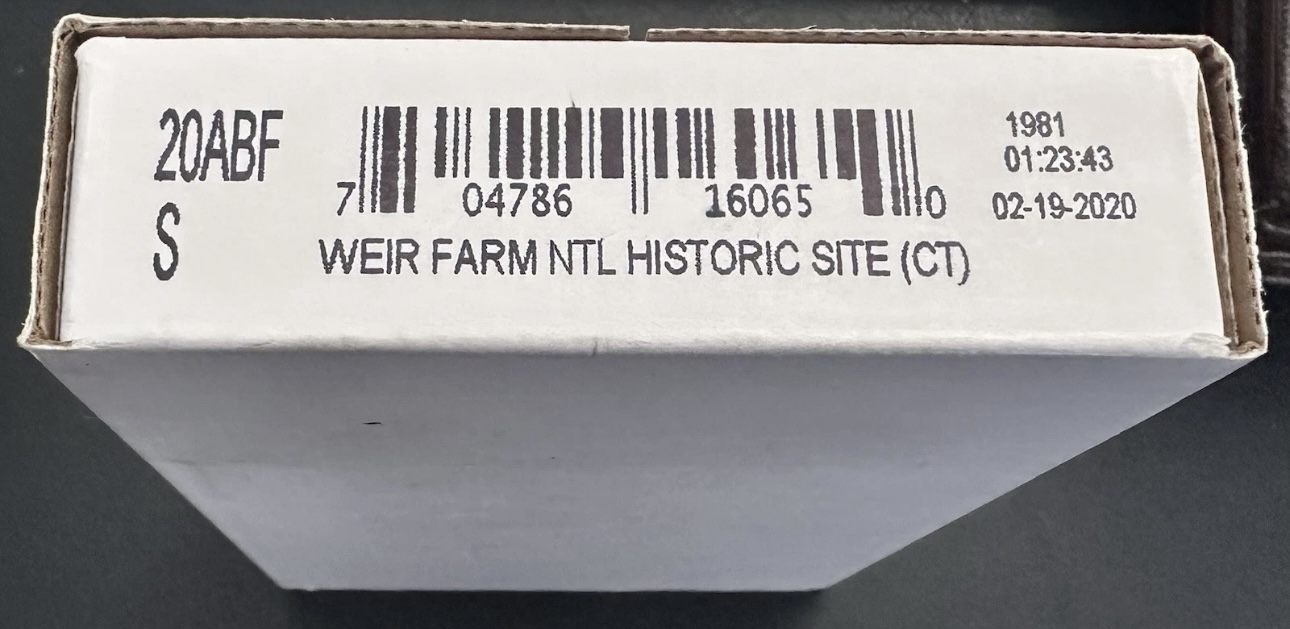 20ABF
S
7 04786 16065 0
WEIR FARM NTL HISTORIC SITE (CT)
1981
01:23:43
02-19-2020